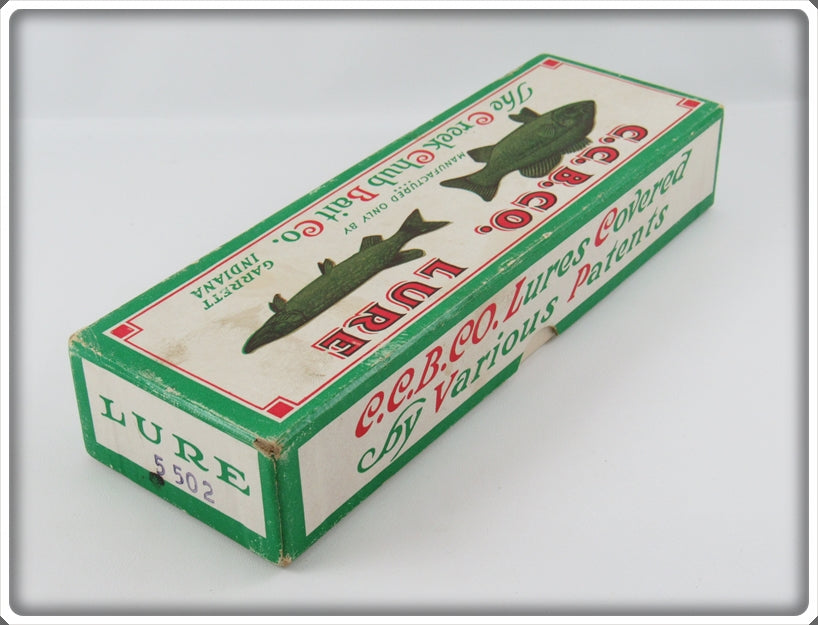 C.C.B.CO. LURE
MANUFACTURED ONLY BY
The Creek Chub Bait Co.
GARRETT
INDIANA
C.C.B.CO. Lures Covered
by Various Patents
LURE
5502